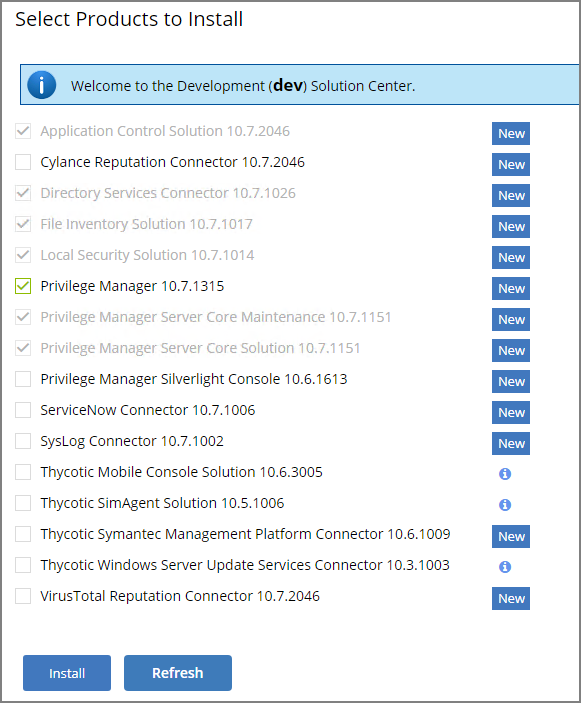 Select Products to Install
Welcome to the Development (dev) Solution Center.
Application Control Solution 10.7.2046 New
Cylance Reputation Connector 10.7.2046 New
Directory Services Connector 10.7.1026 New
File Inventory Solution 10.7.1017 New
Local Security Solution 10.7.1014 New
Privilege Manager 10.7.1315 New
Privilege Manager Server Core Maintenance 10.7.1151 New
Privilege Manager Server Core Solution 10.7.1151 New
Privilege Manager Silverlight Console 10.6.1613 New
ServiceNow Connector 10.7.1006 New
SysLog Connector 10.7.1002 New
Thycotic Mobile Console Solution 10.6.3005
Thycotic SimAgent Solution 10.5.1006
Thycotic Symantec Management Platform Connector 10.6.1009 New
Thycotic Windows Server Update Services Connector 10.3.1003
VirusTotal Reputation Connector 10.7.2046 New
Install Refresh